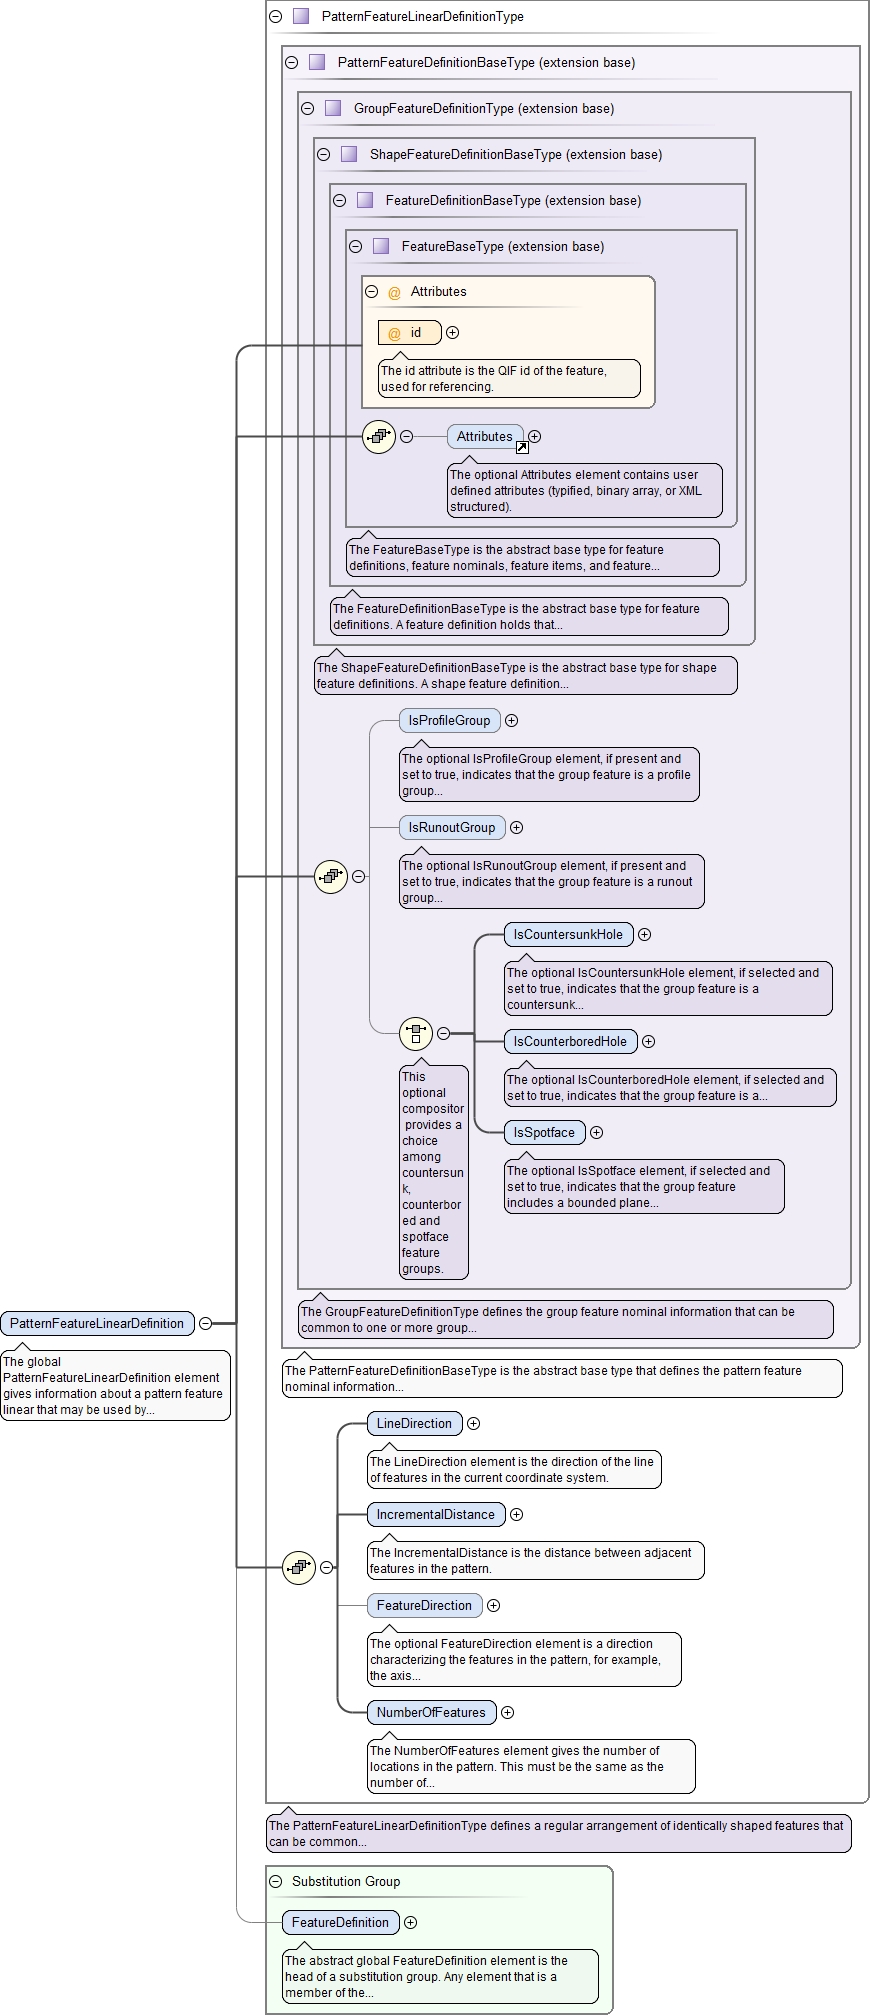 PatternFeatureLinearDefinitionType
PatternFeatureDefinitionBaseType (extension base)
GroupFeatureDefinitionType (extension base)
ShapeFeatureDefinitionBaseType (extension base)
FeatureDefinitionBaseType (extension base)
FeatureBaseType (extension base)
@ Attributes
@ id
The id attribute is the QIF id of the feature,
used for referencing.
Attributes
The optional Attributes element contains user
defined attributes (typified, binary array, or XML
structured).
The FeatureBaseType is the abstract base type for feature
definitions, feature nominals, feature items, and feature...
The FeatureDefinitionBaseType is the abstract base type for feature
definitions. A feature definition holds that...
The ShapeFeatureDefinitionBaseType is the abstract base type for shape
feature definitions. A shape feature definition...
IsProfileGroup
The optional IsProfileGroup element, if present and
set to true, indicates that the group feature is a profile
group...
IsRunoutGroup
The optional IsRunoutGroup element, if present and
set to true, indicates that the group feature is a runout
group...
IsCountersunkHole
The optional IsCountersunkHole element, if selected and
set to true, indicates that the group feature is a
countersunk...
IsCounterboredHole
The optional IsCounterboredHole element, if selected and
set to true, indicates that the group feature is a...
IsSpotface
The optional IsSpotface element, if selected and
set to true, indicates that the group feature
includes a bounded plane...
This
optional
compositor
provides a
choice
among
countersun
k,
counterbor
ed and
spotface
feature
groups.
The GroupFeatureDefinitionType defines the group feature nominal information that can be
common to one or more group...
PatternFeatureLinearDefinition
The global
PatternFeatureLinearDefinition element
gives information about a pattern feature
linear that may be used by...
The PatternFeatureDefinitionBaseType is the abstract base type that defines the pattern feature
nominal information...
LineDirection
The LineDirection element is the direction of the line
of features in the current coordinate system.
IncrementalDistance
The IncrementalDistance is the distance between adjacent
features in the pattern.
FeatureDirection
The optional FeatureDirection element is a direction
characterizing the features in the pattern, for example,
the axis...
NumberOfFeatures
The NumberOfFeatures element gives the number of
locations in the pattern. This must be the same as the
number of...
The PatternFeatureLinearDefinitionType defines a regular arrangement of identically shaped features that
can be common...
Substitution Group
FeatureDefinition
The abstract global FeatureDefinition element is the
head of a substitution group. Any element that is a
member of the...